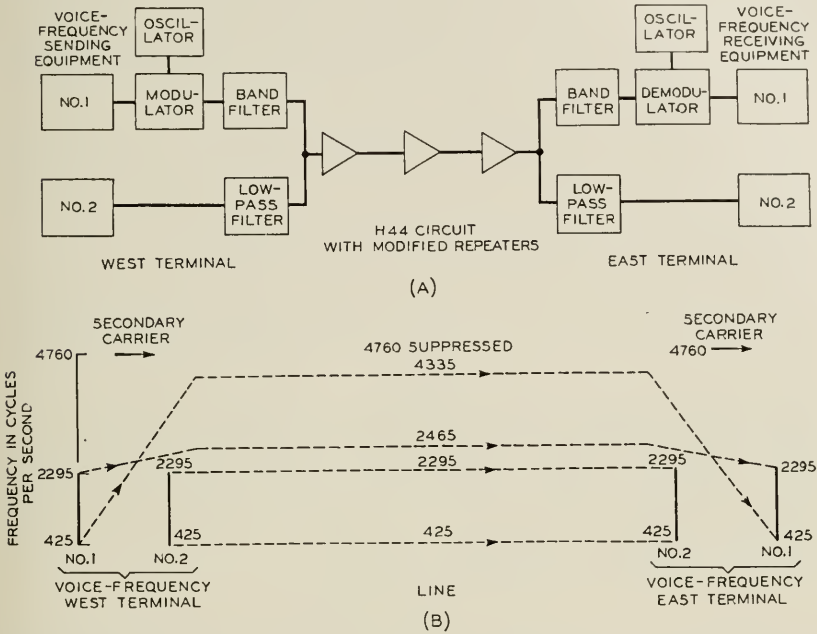 VOICE-
FREQUENCY
SENDING
EQUIPMENT
OSCIL-
LATOR
NO.1
MODU-
LATOR
BAND
FILTER
NO.2
LOW-
PASS
FILTER
WEST TERMINAL
H44 CIRCUIT
WITH MODIFIED REPEATERS
OSCIL-
LATOR
VOICE-
FREQUENCY
RECEIVING
EQUIPMENT
BAND
FILTER
DEMODU-
LATOR
NO.1
LOW-
PASS
FILTER
NO.2
EAST TERMINAL
(A)
FREQUENCY IN CYCLES
PER SECOND
SECONDARY
CARRIER
4760
4760 SUPPRESSED
4335
SECONDARY
CARRIER
4760
2465
2295
2295
2295
2295
2295
425
425
425
425
425
NO.1
NO.2
NO.2
NO.1
VOICE-FREQUENCY
WEST TERMINAL
LINE
VOICE-FREQUENCY
EAST TERMINAL
(B)